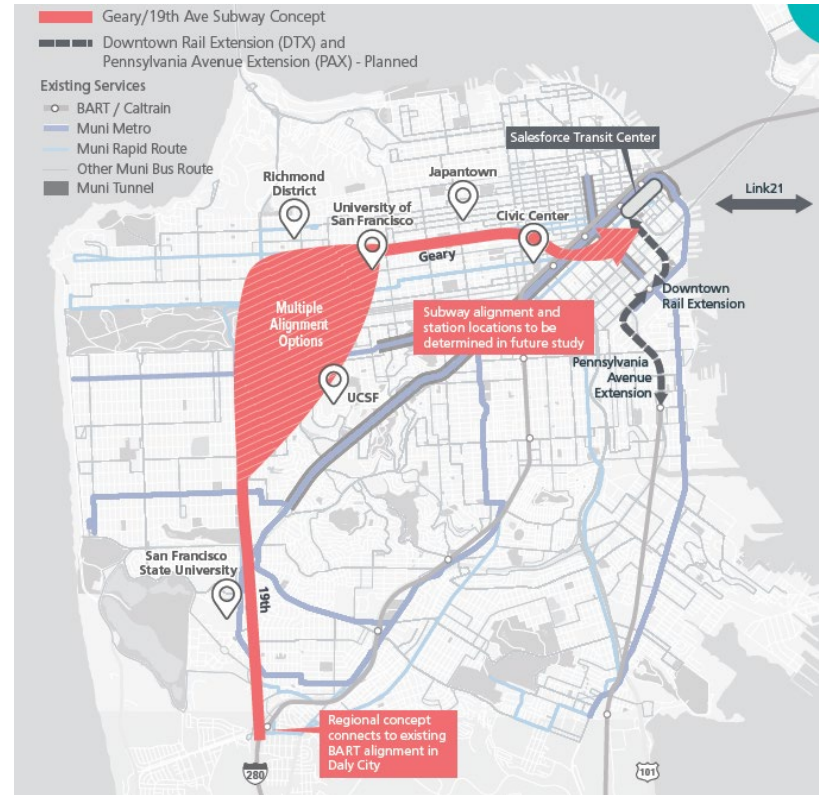 Geary/19th Ave Subway Concept
Downtown Rail Extension (DTX) and
Pennsylvania Avenue Extension (PAX) - Planned
Existing Services
BART / Caltrain
Muni Metro
Muni Rapid Route
Other Muni Bus Route
Muni Tunnel
Salesforce Transit Center
Link21
Richmond
District
Japantown
University of
San Francisco
Civic Center
Geary
Multiple
Alignment
Options
Subway alignment and
station locations to be
determined in future study
Downtown
Rail Extension
Pennsylvania
Avenue
Extension
UCSF
San Francisco
State University
19th
Regional concept
connects to existing
BART alignment in
Daly City
280
101